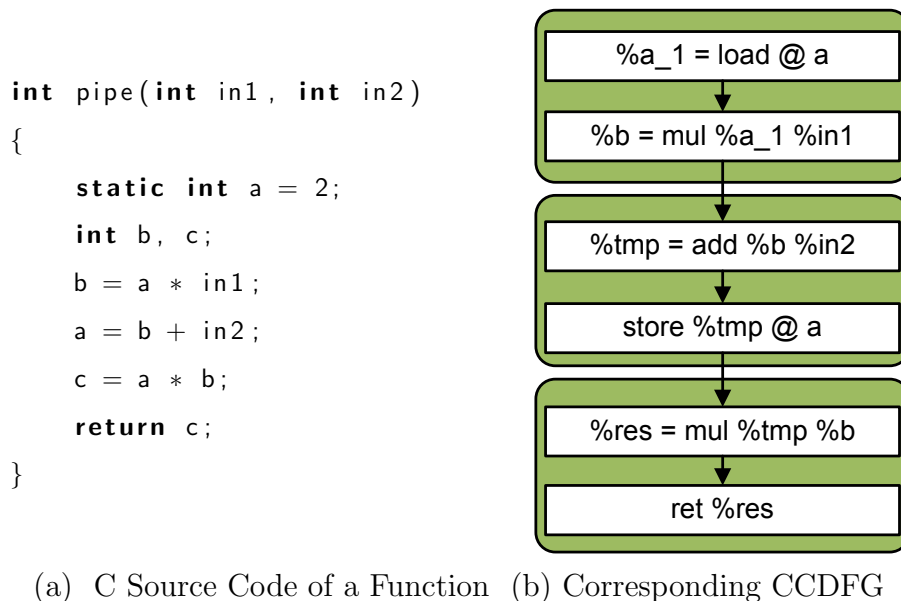 int pipe(int in1, int in2)
{
static int a = 2;
int b, c;
b = a * in1;
a = b + in2;
c = a * b;
return c;
}
%a_1 = load @ a
%b = mul %a_1 %in1
%tmp = add %b %in2
store %tmp @ a
%res = mul %tmp %b
ret %res
(a) C Source Code of a Function (b) Corresponding CCDFG